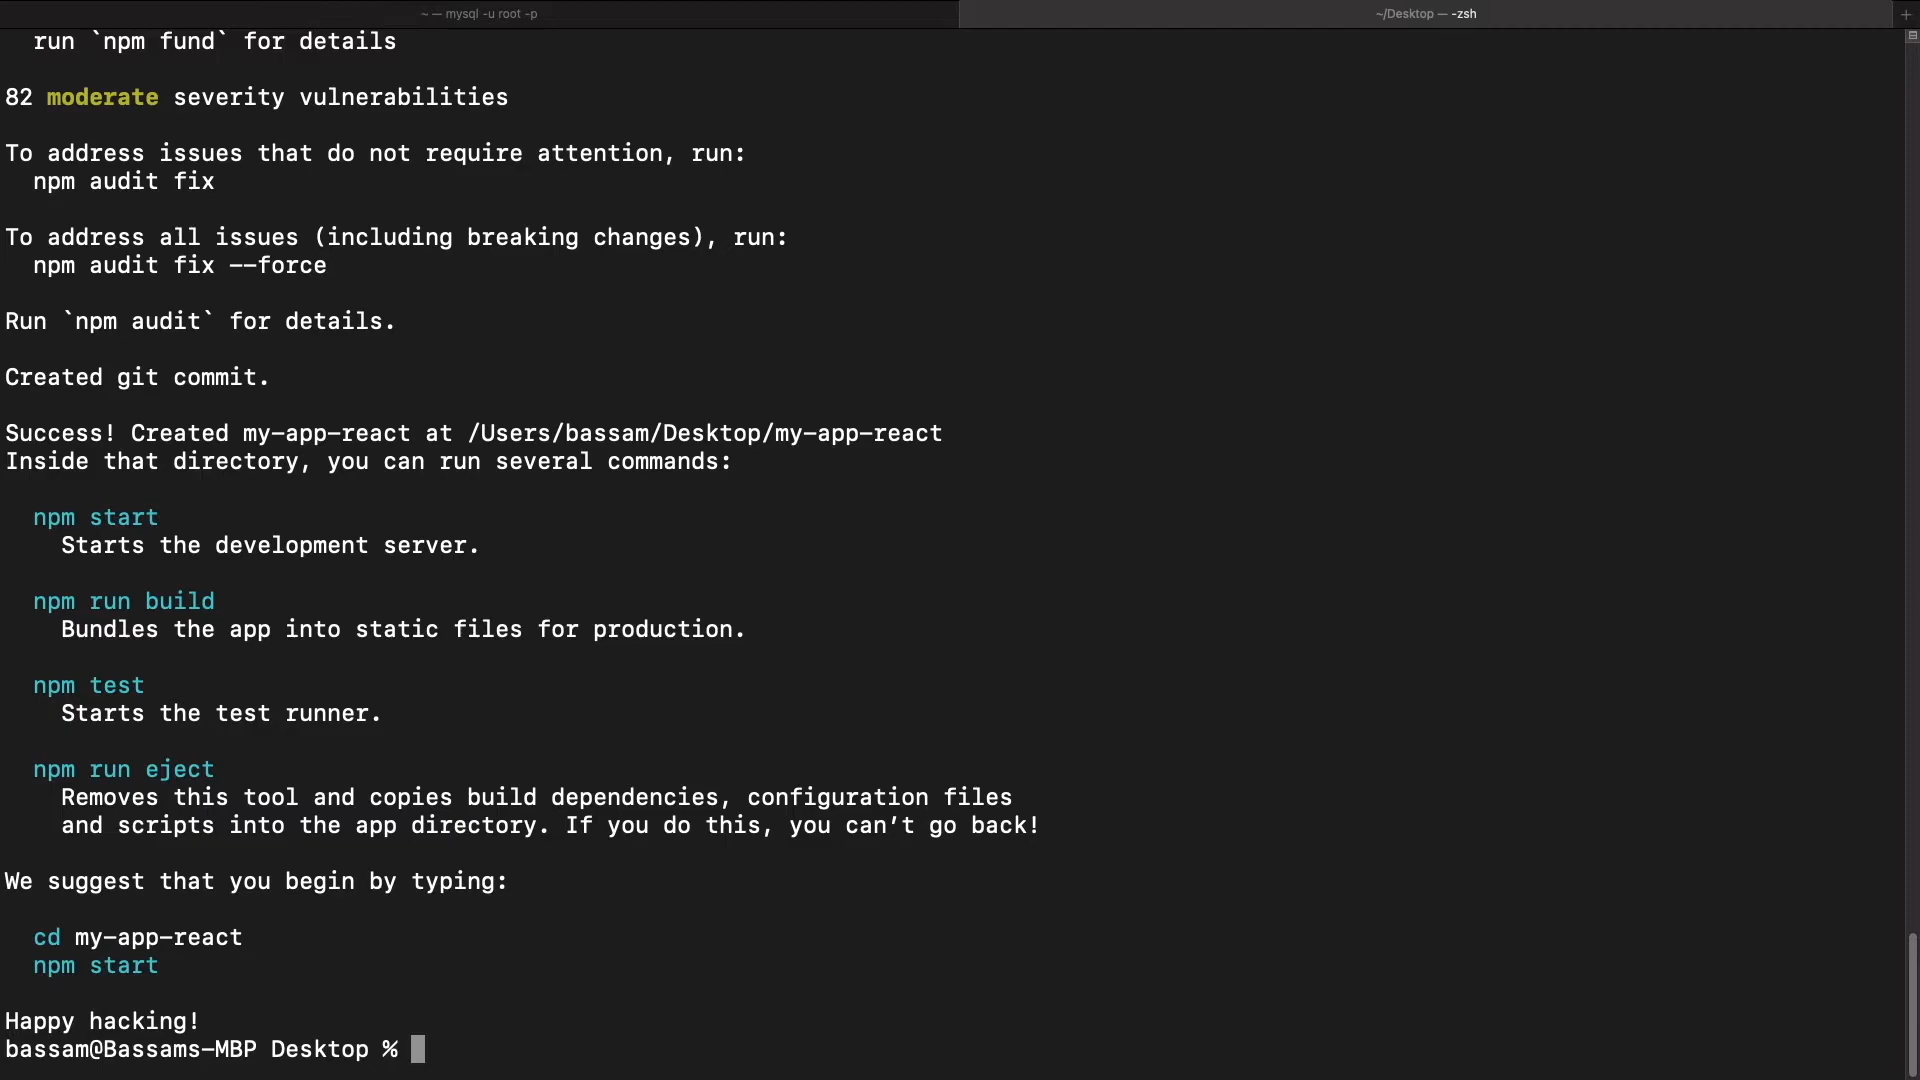 ~ — mysql -u root -p
~/Desktop — -zsh
run `npm fund` for details
82 moderate severity vulnerabilities
To address issues that do not require attention, run:
npm audit fix
To address all issues (including breaking changes), run:
npm audit fix --force
Run `npm audit` for details.
Created git commit.
Success! Created my-app-react at /Users/bassam/Desktop/my-app-react
Inside that directory, you can run several commands:
npm start
Starts the development server.
npm run build
Bundles the app into static files for production.
npm test
Starts the test runner.
npm run eject
Removes this tool and copies build dependencies, configuration files
and scripts into the app directory. If you do this, you can’t go back!
We suggest that you begin by typing:
cd my-app-react
npm start
Happy hacking!
bassam@Bassams-MBP Desktop %